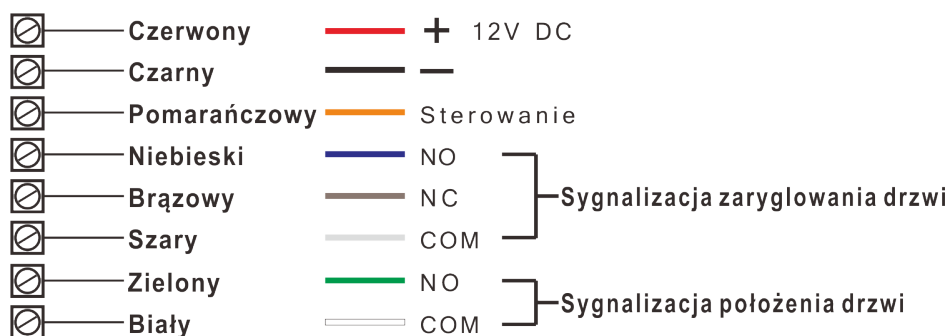 Czerwony + 12V DC
Czarny —
Pomarańczowy Sterowanie
Niebieski NO
Brązowy NC Sygnalizacja zaryglowania drzwi
Szary COM
Zielony NO
Sygnalizacja położenia drzwi
Biały COM